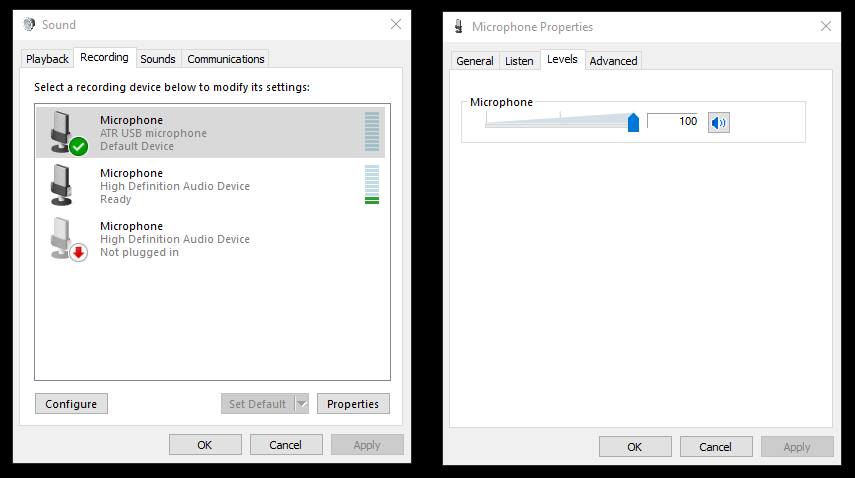 Sound
Playback Recording Sounds Communications
Select a recording device below to modify its settings:
Microphone
ATR USB microphone
Default Device
Microphone
High Definition Audio Device
Ready
Microphone
High Definition Audio Device
Not plugged in
Configure Set Default Properties
OK Cancel Apply
Microphone Properties
General Listen Levels Advanced
Microphone
100
OK Cancel Apply